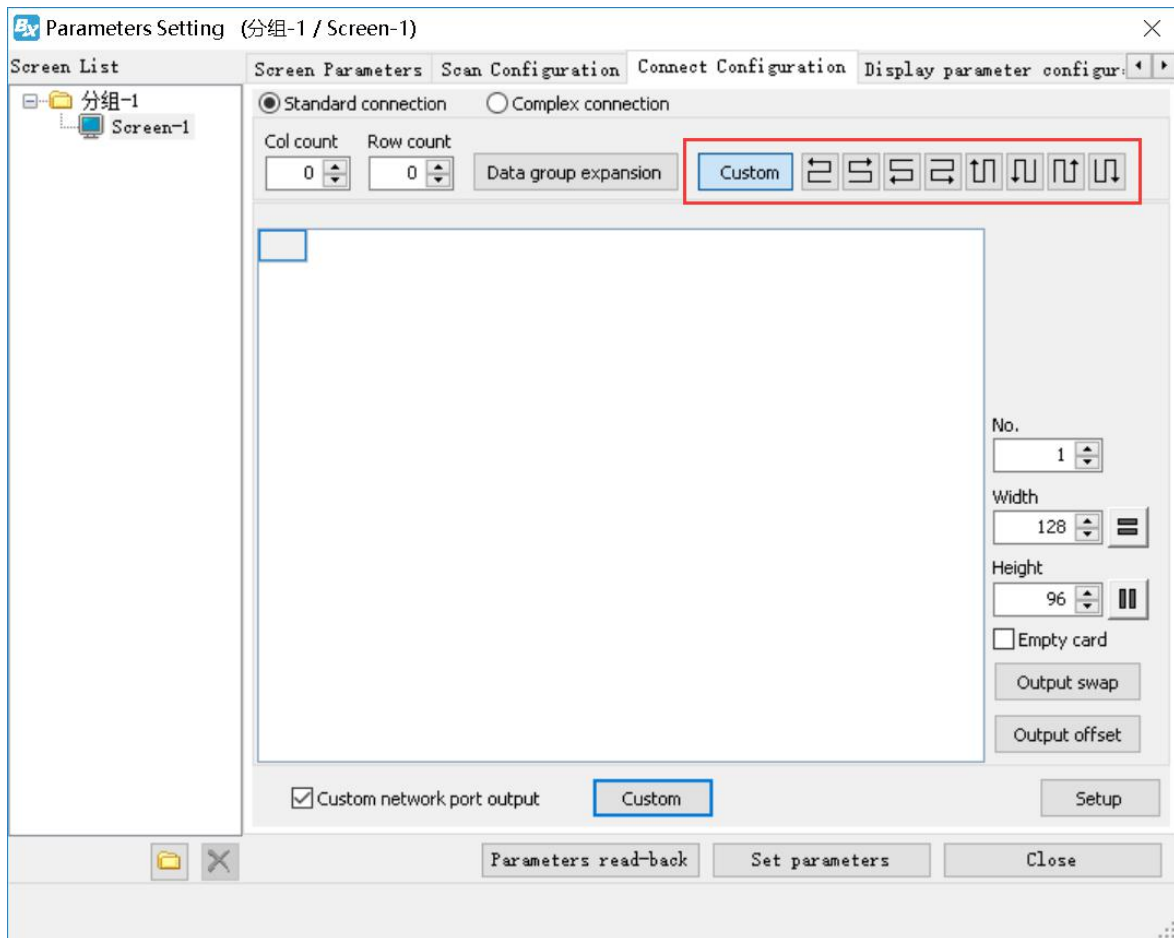 BX Parameters Setting (分组-1 / Screen-1)
Screen List
Screen Parameters Scan Configuration Connect Configuration Display parameter configur
分组-1
Screen-1
Standard connection Complex connection
Col count Row count
0 0 Data group expansion Custom
No.
1
Width
128
Height
96
Empty card
Output swap
Output offset
Custom network port output Custom Setup
Parameters read-back Set parameters Close